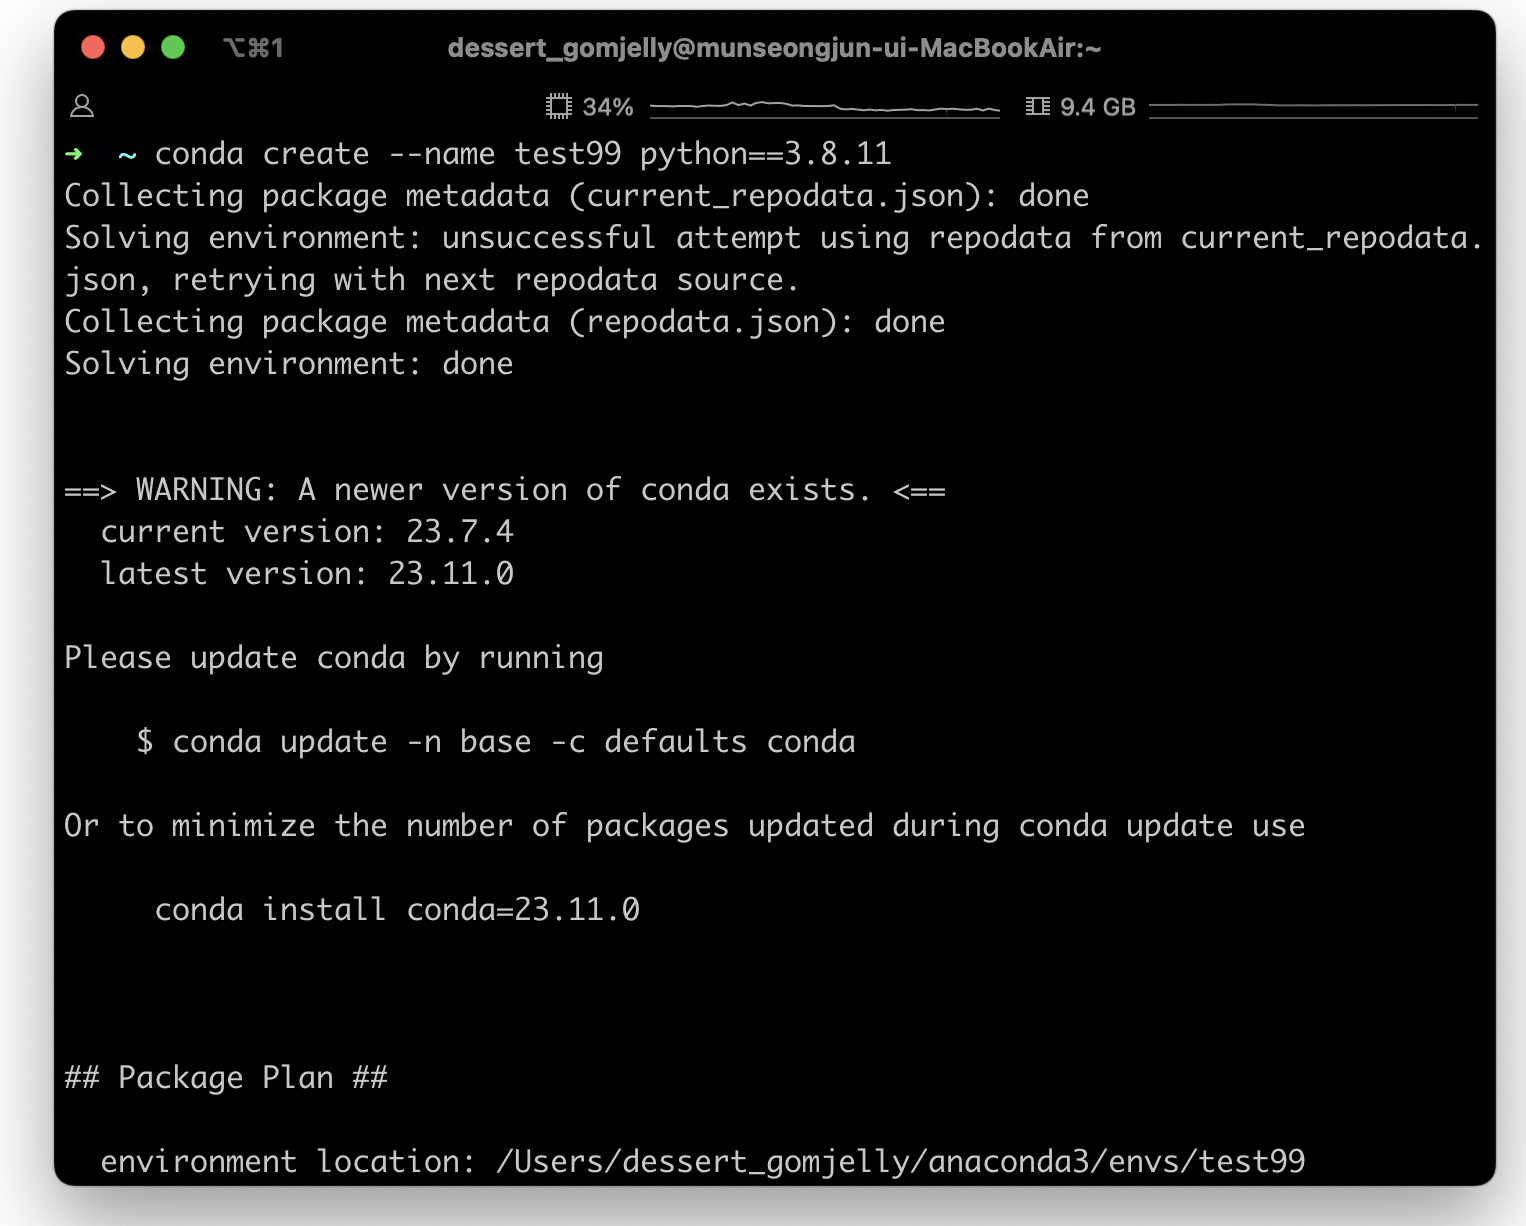 ⌥⌘1 dessert_gomjelly@munseongjun-ui-MacBookAir:~
34% 9.4 GB
➜ ~ conda create --name test99 python==3.8.11
Collecting package metadata (current_repodata.json): done
Solving environment: unsuccessful attempt using repodata from current_repodata.
json, retrying with next repodata source.
Collecting package metadata (repodata.json): done
Solving environment: done
==> WARNING: A newer version of conda exists. <==
  current version: 23.7.4
  latest version: 23.11.0
Please update conda by running
    $ conda update -n base -c defaults conda
Or to minimize the number of packages updated during conda update use
     conda install conda=23.11.0
## Package Plan ##
  environment location: /Users/dessert_gomjelly/anaconda3/envs/test99